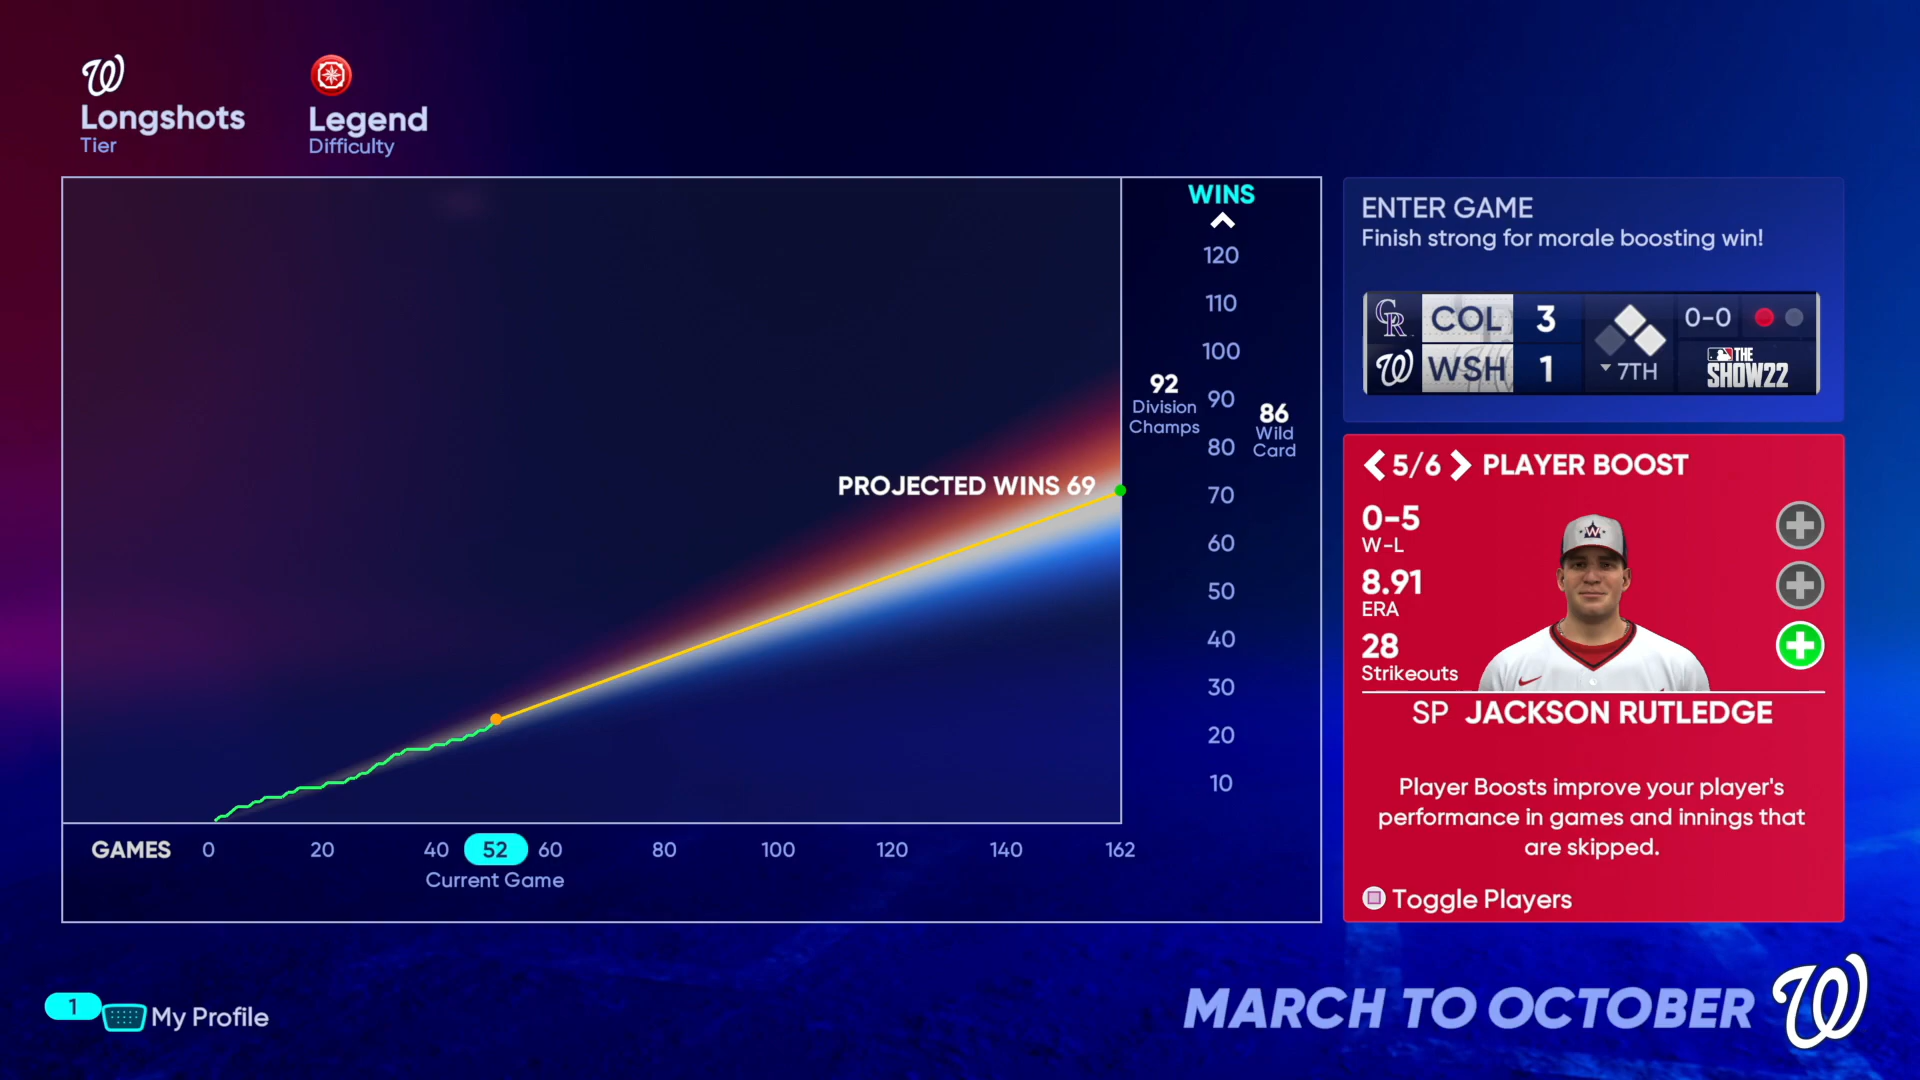 Longshots
Tier
Legend
Difficulty
WINS
120
110
100
90
80
70
60
50
40
30
20
10
92
Division
Champs
86
Wild
Card
PROJECTED WINS 69
GAMES 0 20 40 52 60 80 100 120 140 162
Current Game
ENTER GAME
Finish strong for morale boosting win!
COL 3
WSH 1
7TH
0-0
THE
SHOW22
5/6 PLAYER BOOST
0-5
W-L
8.91
ERA
28
Strikeouts
SP JACKSON RUTLEDGE
Player Boosts improve your player's
performance in games and innings that
are skipped.
Toggle Players
1 My Profile
MARCH TO OCTOBER